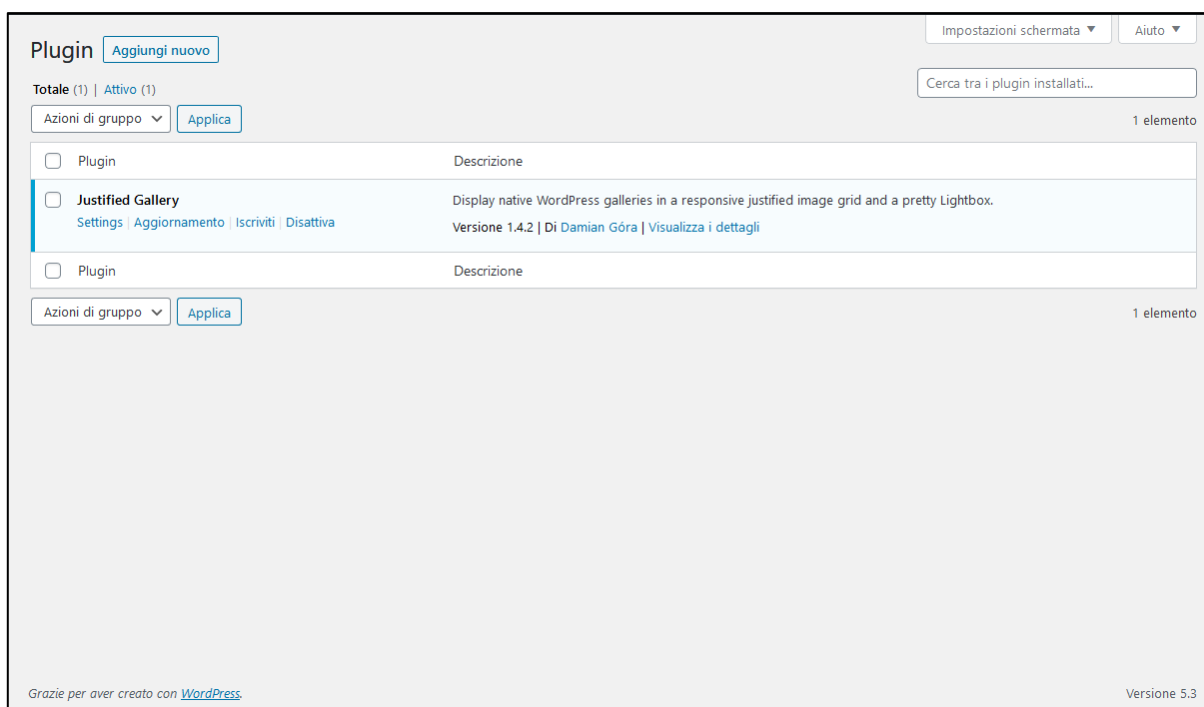 Impostazioni schermata ▼ Aiuto ▼
Plugin Aggiungi nuovo
Totale (1) | Attivo (1)
Cerca tra i plugin installati...
Azioni di gruppo Applica
1 elemento
Plugin Descrizione
Justified Gallery Display native WordPress galleries in a responsive justified image grid and a pretty Lightbox.
Settings | Aggiornamento | Iscriviti | Disattiva Versione 1.4.2 | Di Damian Góra | Visualizza i dettagli
Plugin Descrizione
Azioni di gruppo Applica
1 elemento
Grazie per aver creato con WordPress. Versione 5.3